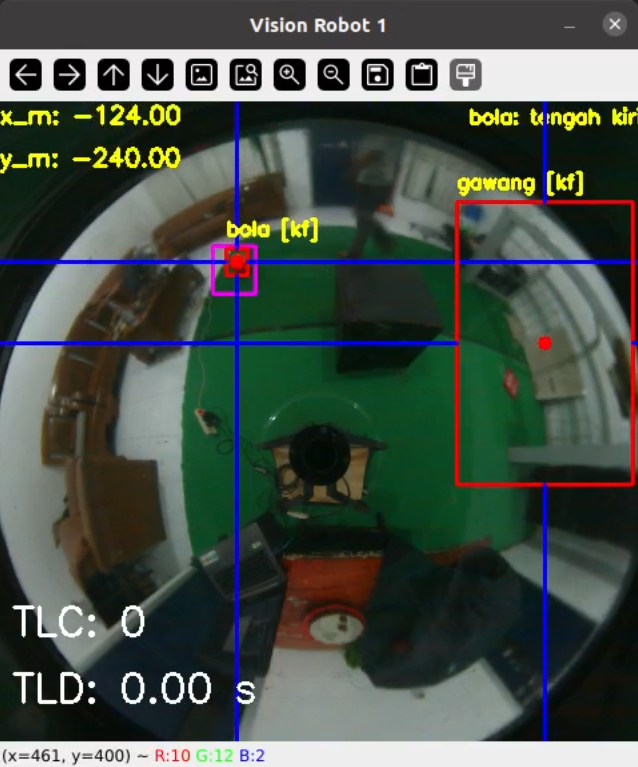 Vision Robot 1
x_m: -124.00
bola: tengah kiri
y_m: -240.00
gawang [kf]
bola [kf]
TLC: 0
TLD: 0.00 s
(x=461, y=400) ~ R:10 G:12 B:2